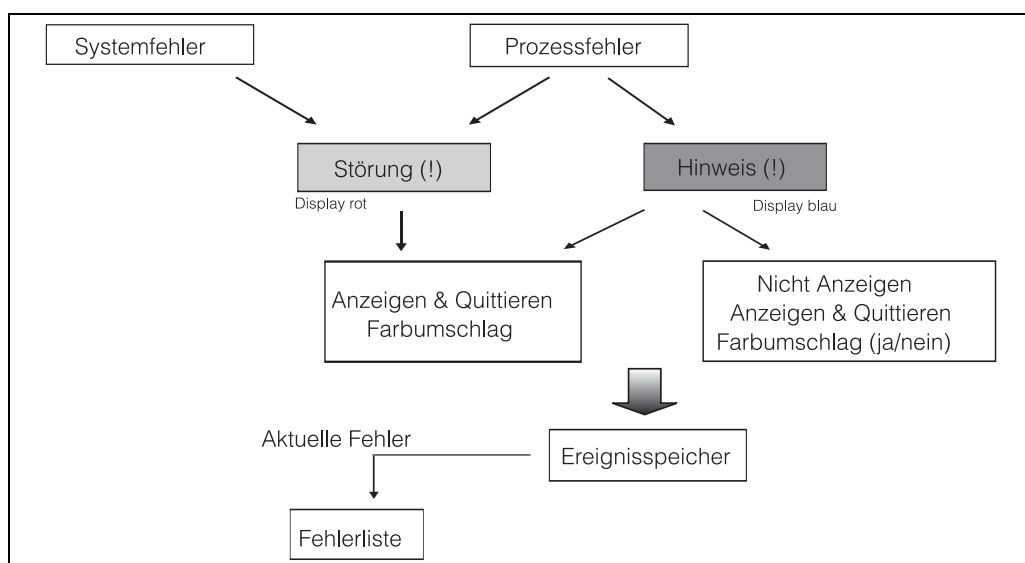 Systemfehler
Prozessfehler
Störung (!)
Hinweis (!)
Display rot
Display blau
Anzeigen & Quittieren
Farbumschlag
Nicht Anzeigen
Anzeigen & Quittieren
Farbumschlag (ja/nein)
Aktuelle Fehler
Ereignisspeicher
Fehlerliste